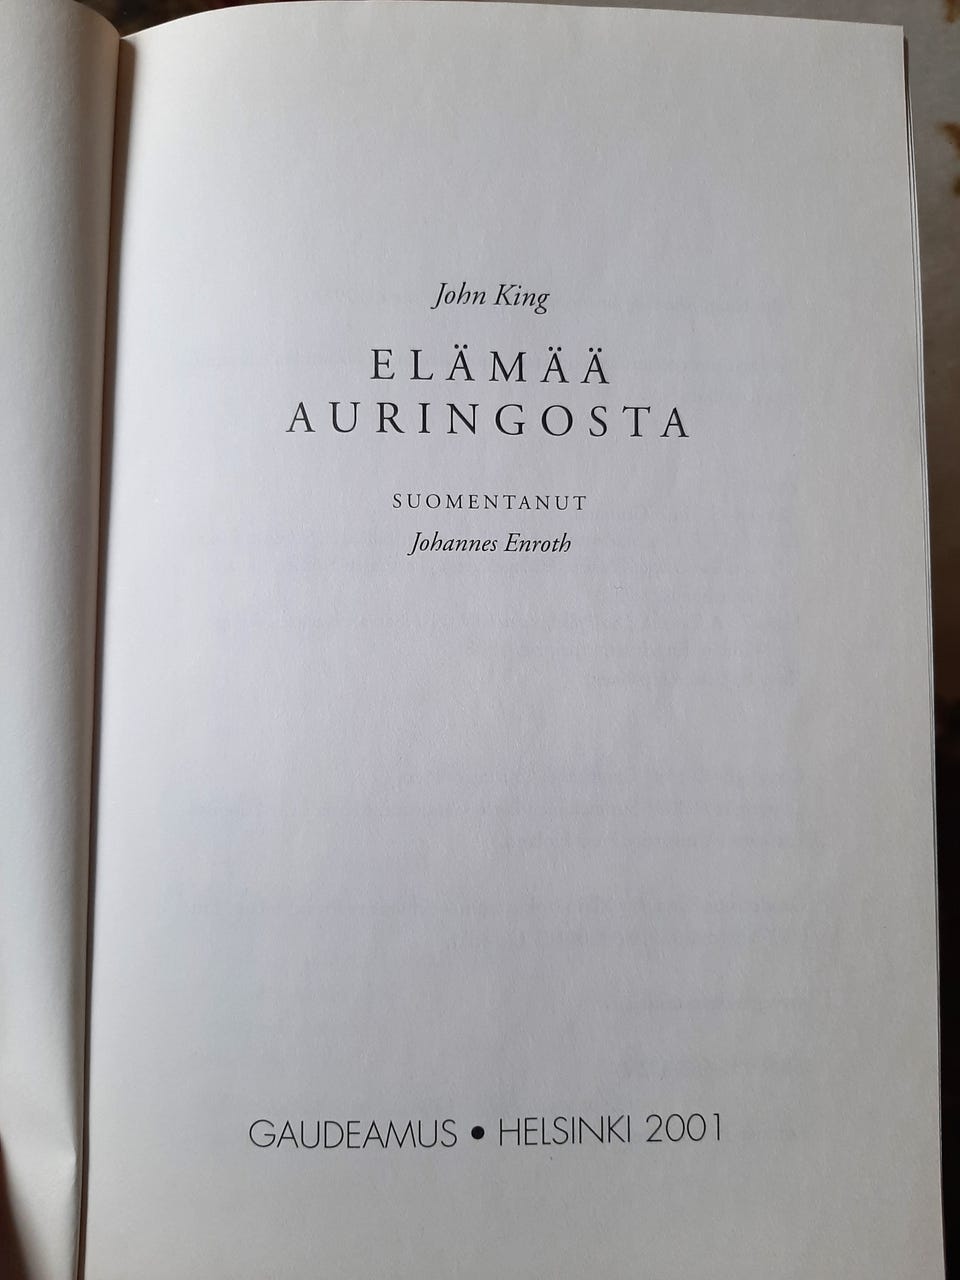 John King
ELÄMÄÄ
AURINGOSTA
SUOMENTANUT
Johannes Enroth
GAUDEAMUS • HELSINKI 2001